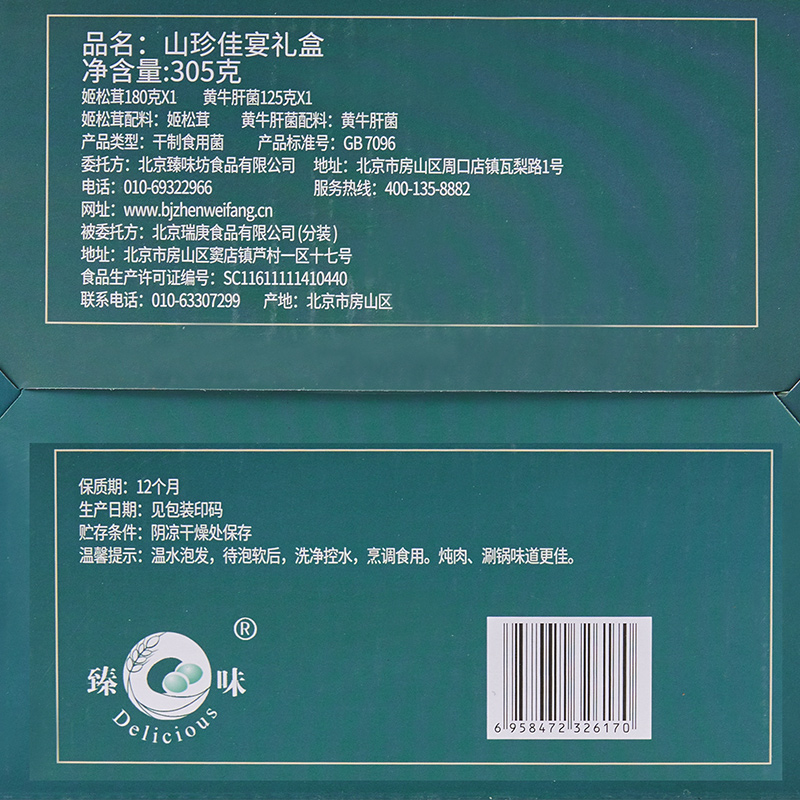 品名：山珍佳宴礼盒
净含量:305克
姬松茸180克X1 黄牛肝菌125克X1
姬松茸配料：姬松茸 黄牛肝菌配料：黄牛肝菌
产品类型：干制食用菌 产品标准号：GB 7096
委托方：北京臻味坊食品有限公司 地址：北京市房山区周口店镇瓦梨路1号
电话：010-69322966 服务热线：400-135-8882
网址：www.bjzhenweifang.cn
被委托方：北京瑞庚食品有限公司 (分装)
地址：北京市房山区窦店镇芦村一区十七号
食品生产许可证编号：SC11611111410440
联系电话：010-63307299 产地：北京市房山区
保质期：12个月
生产日期：见包装印码
贮存条件：阴凉干燥处保存
温馨提示：温水泡发，待泡软后，洗净控水，烹调食用。炖肉、涮锅味道更佳。
®
臻味
Delicious
6 958472 326170